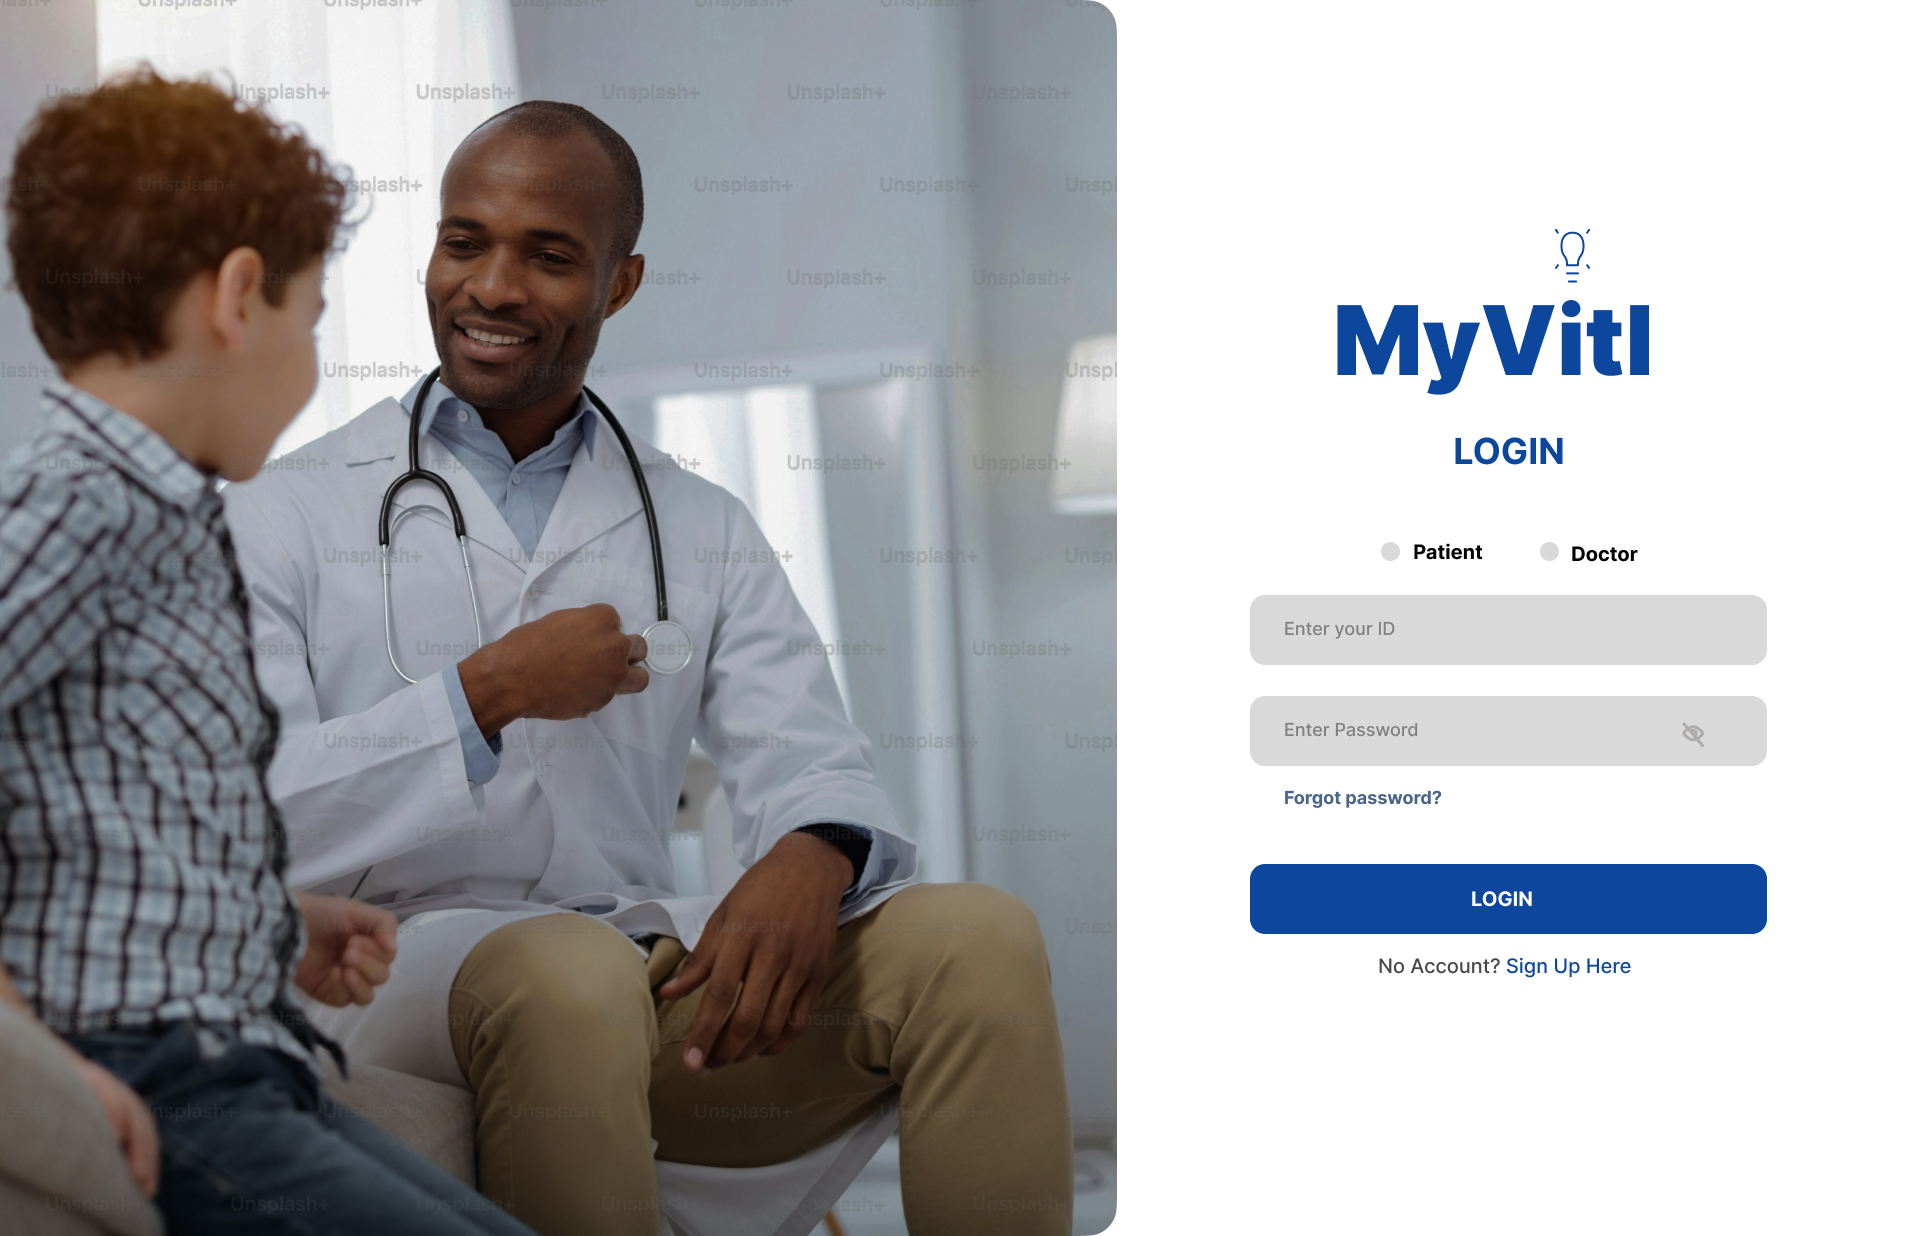 MyVitl
LOGIN
Patient
Doctor
Enter your ID
Enter Password
Forgot password?
LOGIN
No Account? Sign Up Here
Unsplash+